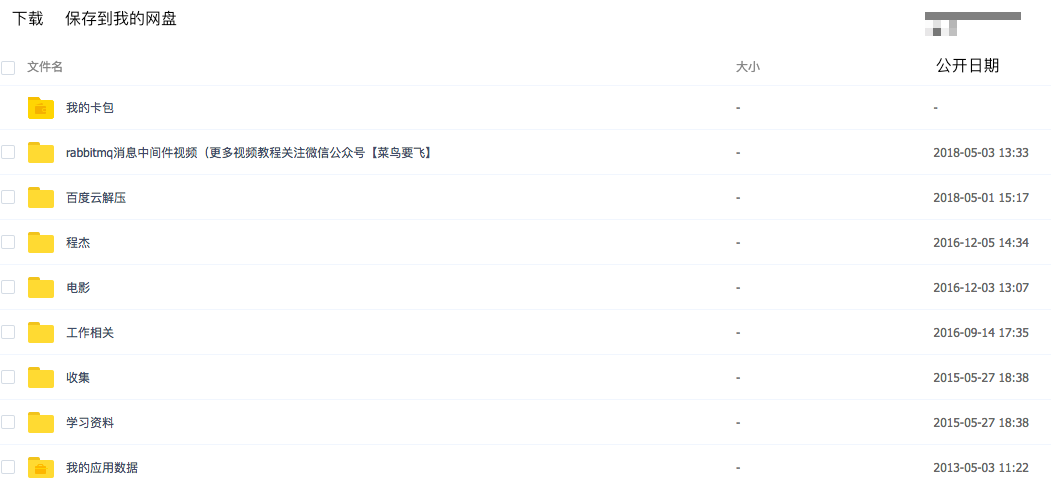 下载 保存到我的网盘
文件名 大小 公开日期
我的卡包 - -
rabbitmq消息中间件视频（更多视频教程关注微信公众号【菜鸟要飞】 - 2018-05-03 13:33
百度云解压 - 2018-05-01 15:17
程杰 - 2016-12-05 14:34
电影 - 2016-12-03 13:07
工作相关 - 2016-09-14 17:35
收集 - 2015-05-27 18:38
学习资料 - 2015-05-27 18:38
我的应用数据 - 2013-05-03 11:22